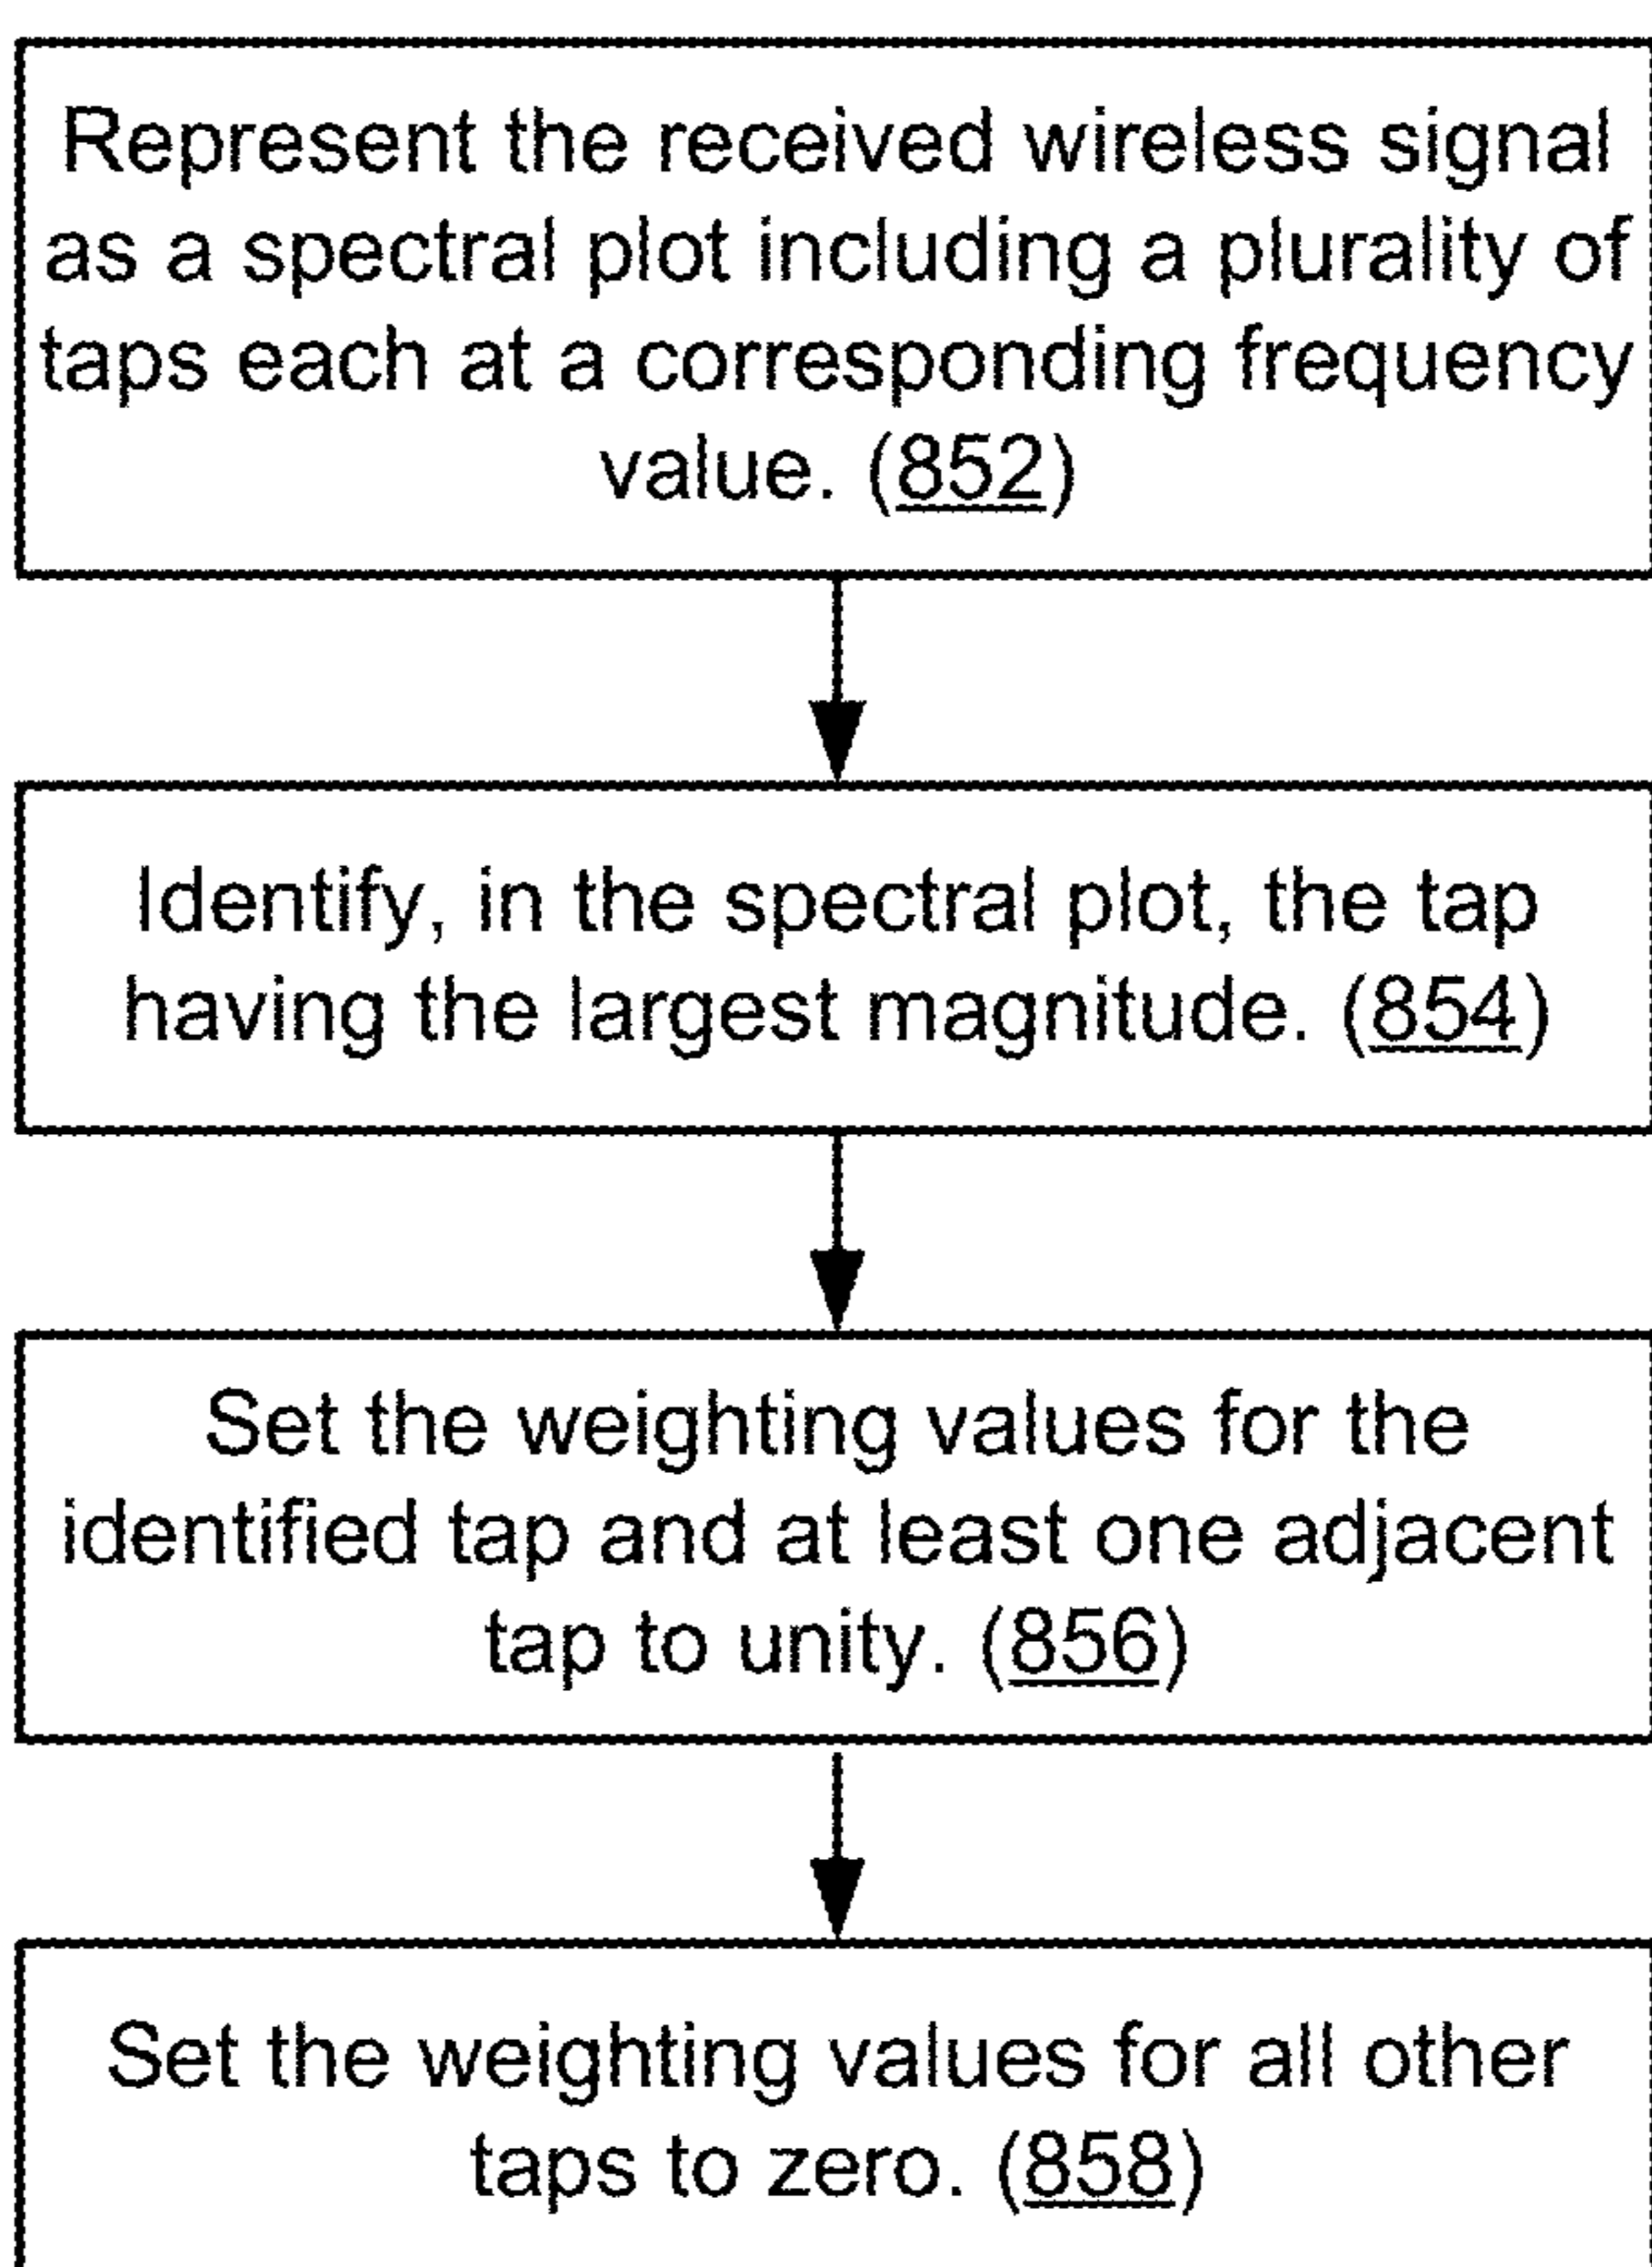 Represent the received wireless signal
as a spectral plot including a plurality of
taps each at a corresponding frequency
value. (852)
Identify, in the spectral plot, the tap
having the largest magnitude. (854)
Set the weighting values for the
identified tap and at least one adjacent
tap to unity. (856)
Set the weighting values for all other
taps to zero. (858)